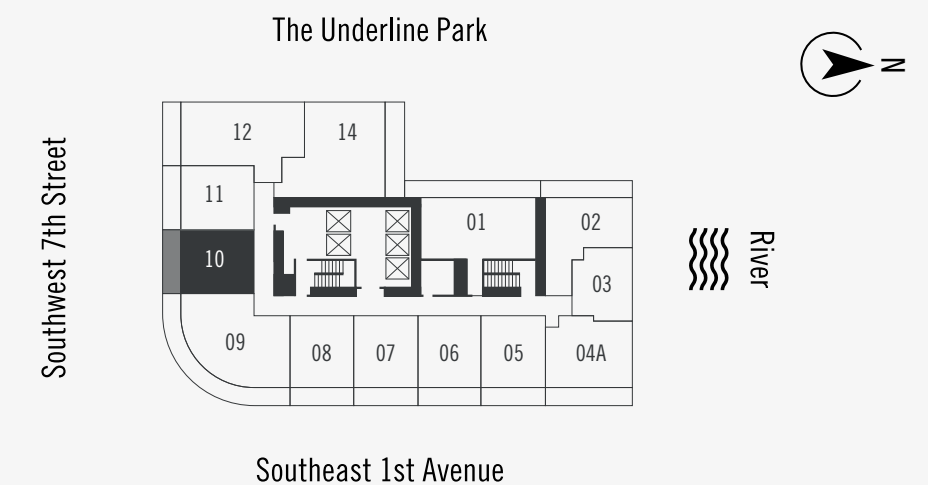 The Underline Park
N
12
14
11
01
02
10
03
09
08
07
06
05
04A
Southwest 7th Street
River
Southeast 1st Avenue